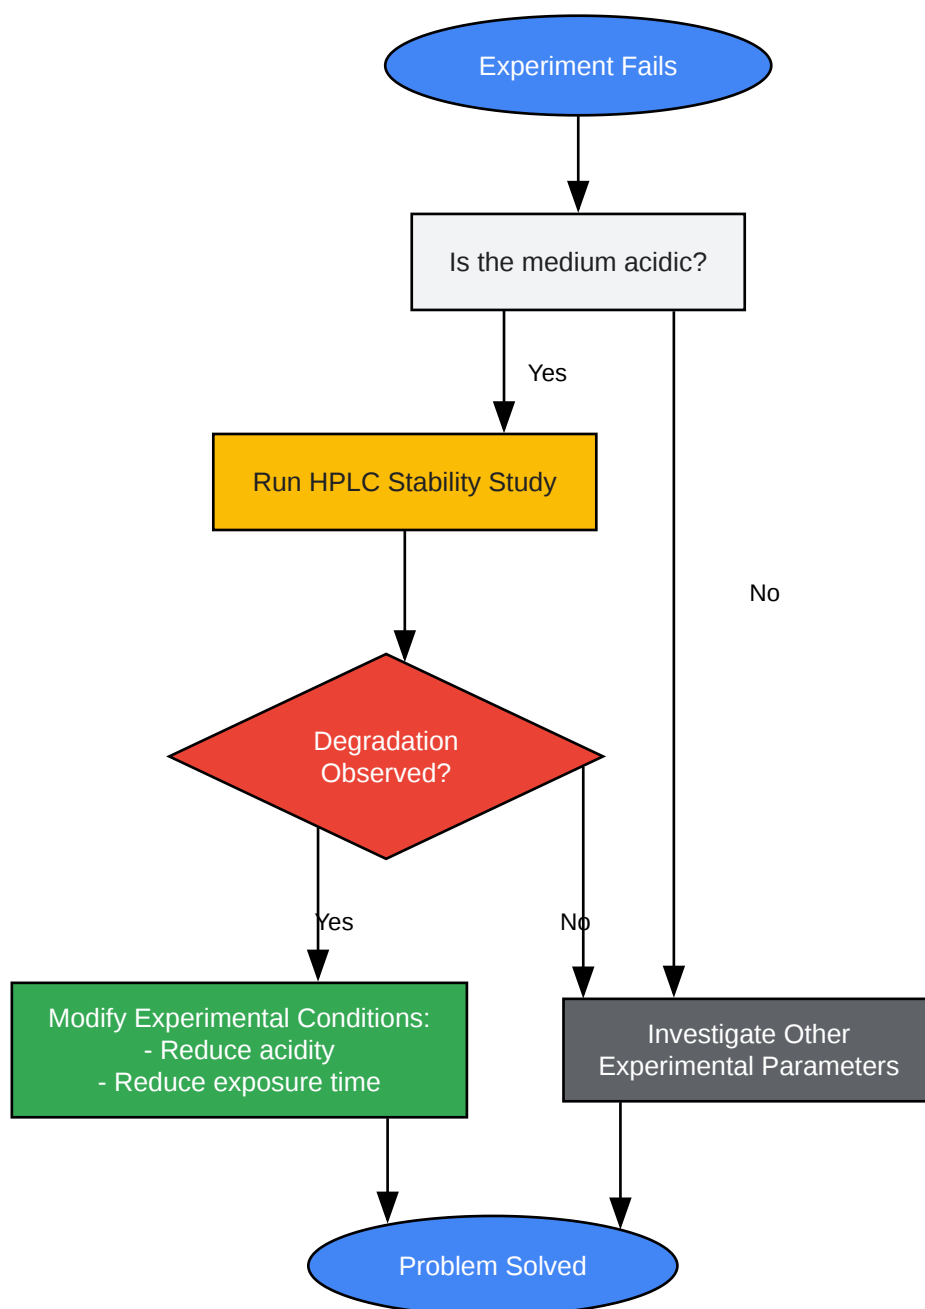 Experiment Fails
Is the medium acidic?
Yes
Run HPLC Stability Study
No
Degradation
Observed?
Yes
No
Modify Experimental Conditions:
- Reduce acidity
- Reduce exposure time
Investigate Other
Experimental Parameters
Problem Solved